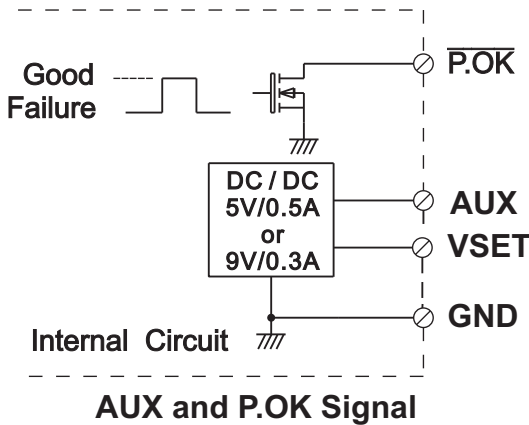 P.OK
Good
Failure
DC / DC
5V/0.5A
or
9V/0.3A
AUX
VSET
GND
Internal Circuit
AUX and P.OK Signal